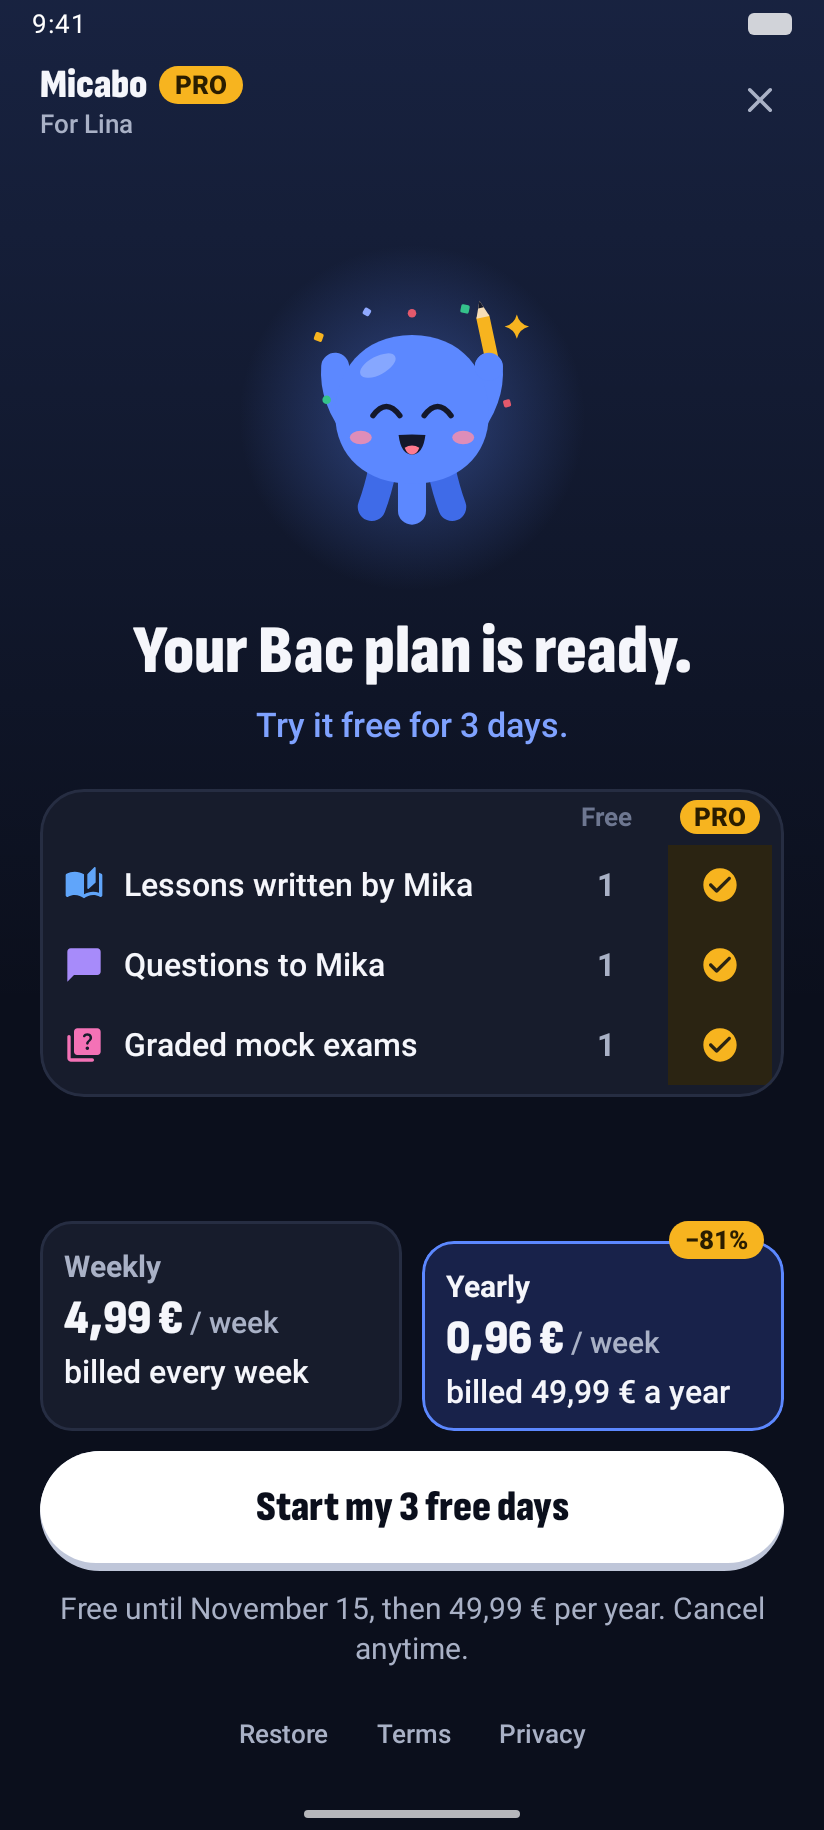 9:41
Micabo PRO
For Lina
Your Bac plan is ready.
Try it free for 3 days.
Free PRO
Lessons written by Mika 1
Questions to Mika 1
? Graded mock exams 1
Weekly
4,99 € / week
billed every week
−81%
Yearly
0,96 € / week
billed 49,99 € a year
Start my 3 free days
Free until November 15, then 49,99 € per year. Cancel
anytime.
Restore Terms Privacy